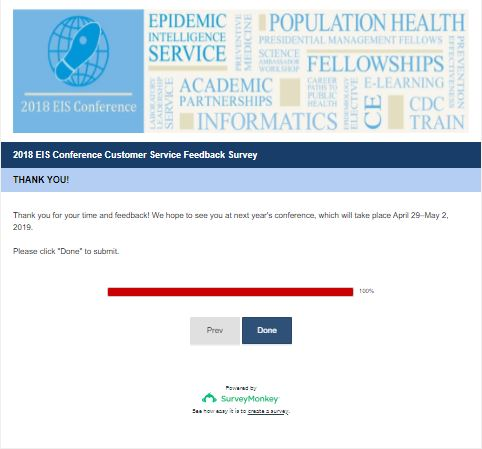 2018 EIS Conference
EPIDEMIC
INTELLIGENCE
SERVICE
PREVENTIVE
MEDICINE
POPULATION HEALTH
PRESIDENTIAL MANAGEMENT FELLOWS
SCIENCE
AMBASSADOR
WORKSHOP
FELLOWSHIPS
PREVENTION
EFFECTIVENESS
LABORATORY
LEADERSHIP
SERVICE
ACADEMIC
PARTNERSHIPS
CAREER
PATHS TO
PUBLIC
HEALTH
E-LEARNING
EPIDEMIOLOGY
ELECTIVE
CE
CDC
TRAIN
INFORMATICS
2018 EIS Conference Customer Service Feedback Survey
THANK YOU!
Thank you for your time and feedback! We hope to see you at next year's conference, which will take place April 29–May 2,
2019.
Please click "Done" to submit.
100%
Prev
Done
Powered by
SurveyMonkey
See how easy it is to create a survey.